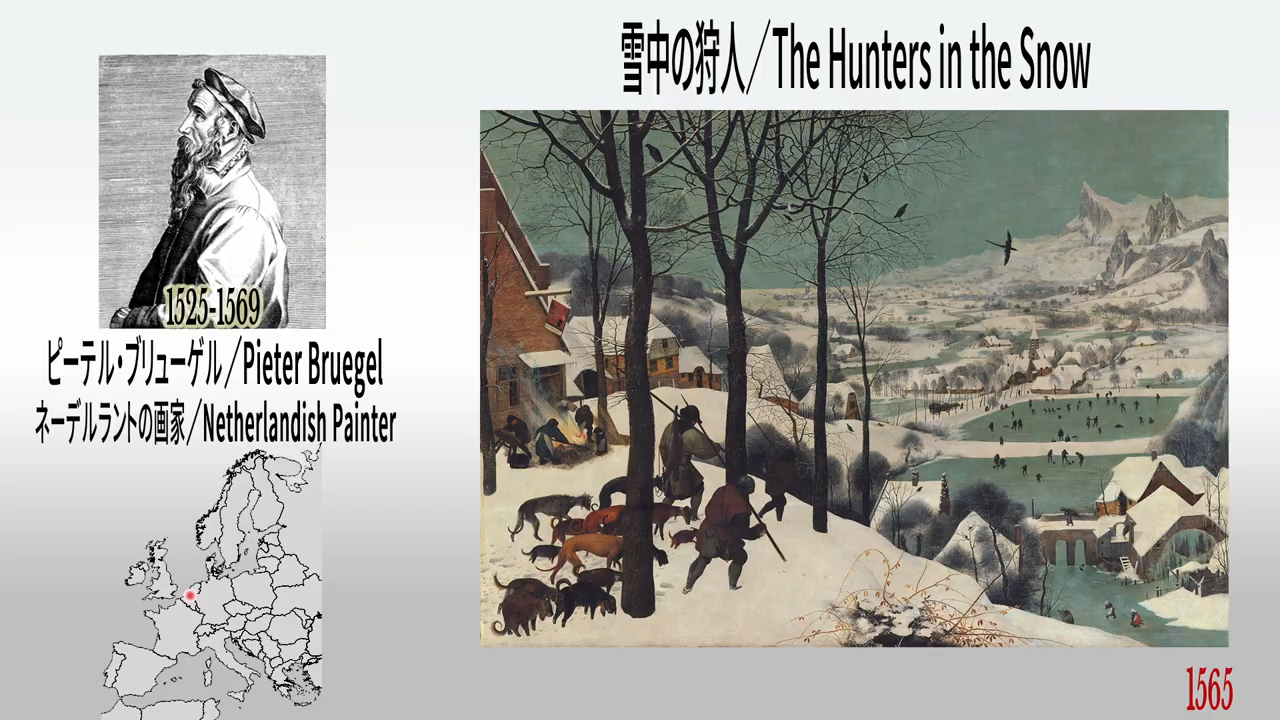 雪中の狩人／The Hunters in the Snow
1525-1569
ピーテル・ブリューゲル／Pieter Bruegel
ネーデルラントの画家／Netherlandish Painter
1565